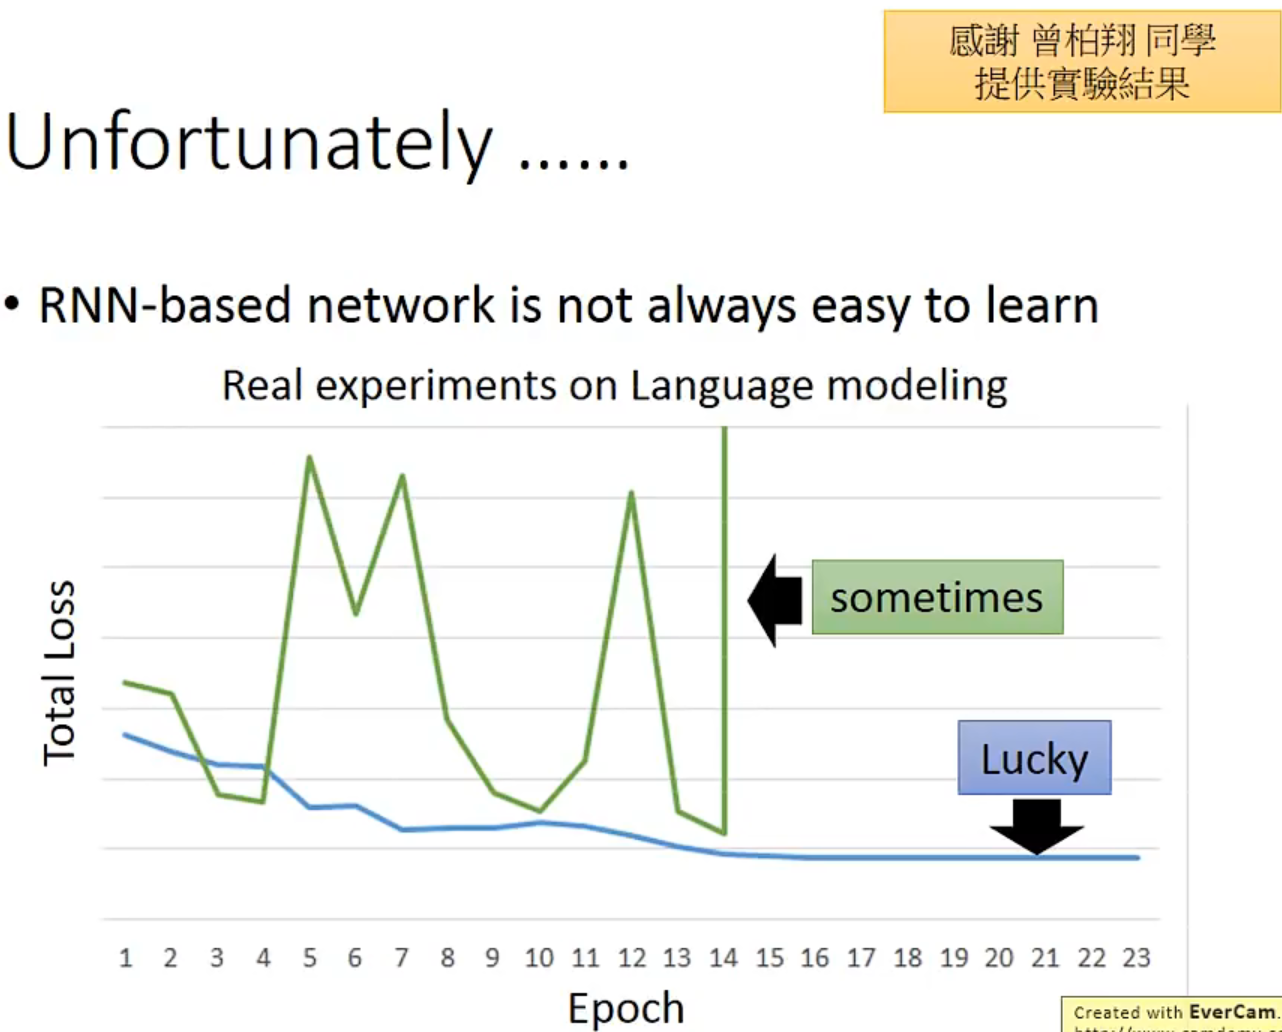 感謝 曾柏翔 同學
提供實驗結果
Unfortunately ……
• RNN-based network is not always easy to learn
Real experiments on Language modeling
Total Loss
sometimes
Lucky
1 2 3 4 5 6 7 8 9 10 11 12 13 14 15 16 17 18 19 20 21 22 23
Epoch
Created with EverCam.